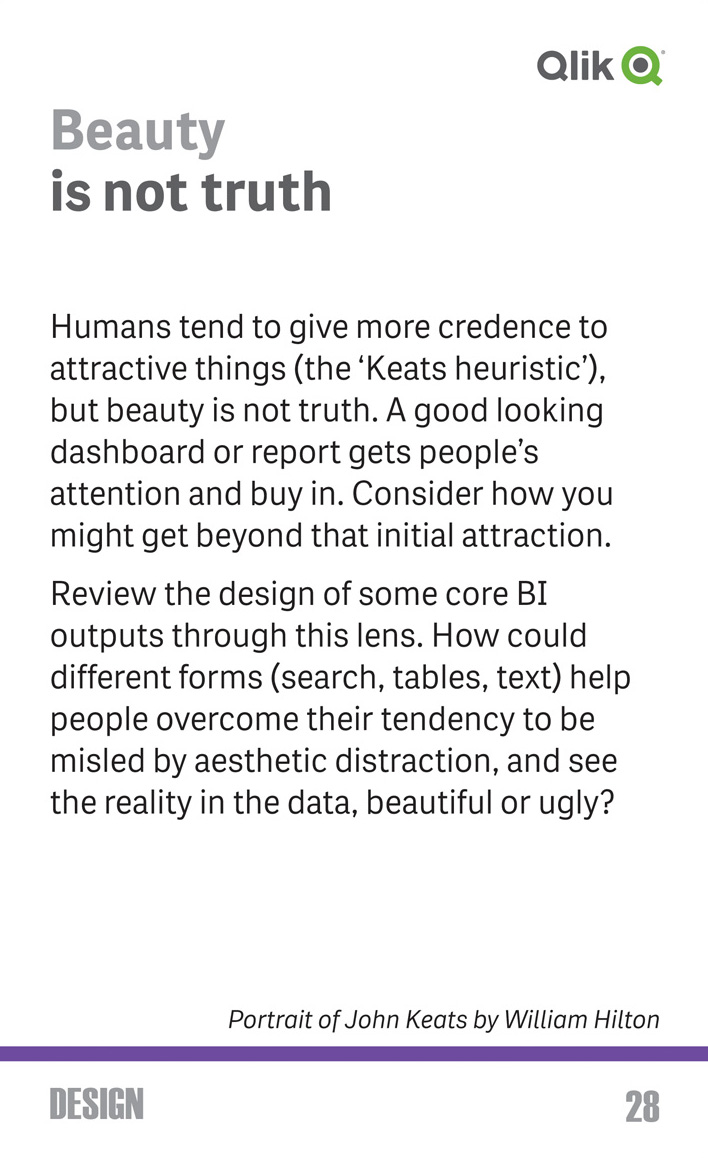 Qlik
Beauty
is not truth
Humans tend to give more credence to
attractive things (the ‘Keats heuristic’),
but beauty is not truth. A good looking
dashboard or report gets people’s
attention and buy in. Consider how you
might get beyond that initial attraction.
Review the design of some core BI
outputs through this lens. How could
different forms (search, tables, text) help
people overcome their tendency to be
misled by aesthetic distraction, and see
the reality in the data, beautiful or ugly?
Portrait of John Keats by William Hilton
DESIGN
28